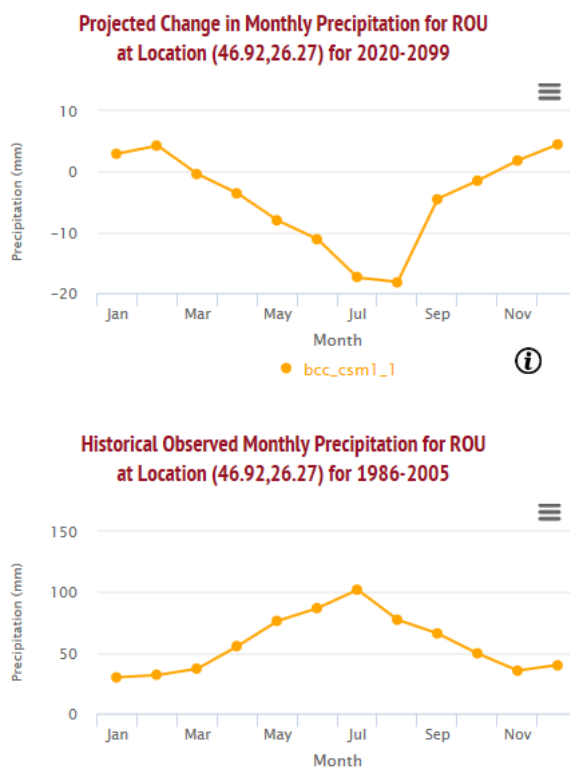 Projected Change in Monthly Precipitation for ROU
at Location (46.92,26.27) for 2020-2099
10
0
−10
−20
Precipitation (mm)
Jan Mar May Jul Sep Nov
Month
bcc_csm1_1
i
Historical Observed Monthly Precipitation for ROU
at Location (46.92,26.27) for 1986-2005
150
100
50
0
Precipitation (mm)
Jan Mar May Jul Sep Nov
Month